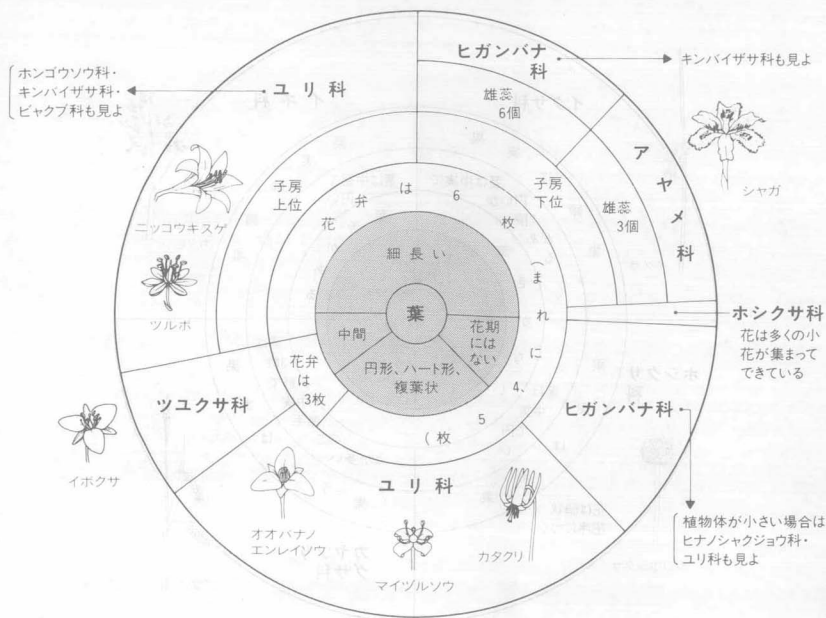 ホンゴウソウ科・
キンバイザサ科・
ビャクブ科も見よ
ユリ科
ヒガンバナ
科
キンバイザサ科も見よ
雄蕊
6個
アヤメ科
シャガ
子房
上位
花弁は6枚
(まれに4、5枚)
子房
下位
雄蕊
3個
ニッコウキスゲ
ツルボ
細長い
葉
中間
花期
には
ない
円形、ハート形、
複葉状
花弁
は
3枚
ホシクサ科
花は多くの小
花が集まって
できている
ツユクサ科
イボクサ
ヒガンバナ科
ユリ科
オオバナノ
エンレイソウ
マイヅルソウ
カタクリ
植物体が小さい場合は
ヒナノシャクジョウ科・
ユリ科も見よ